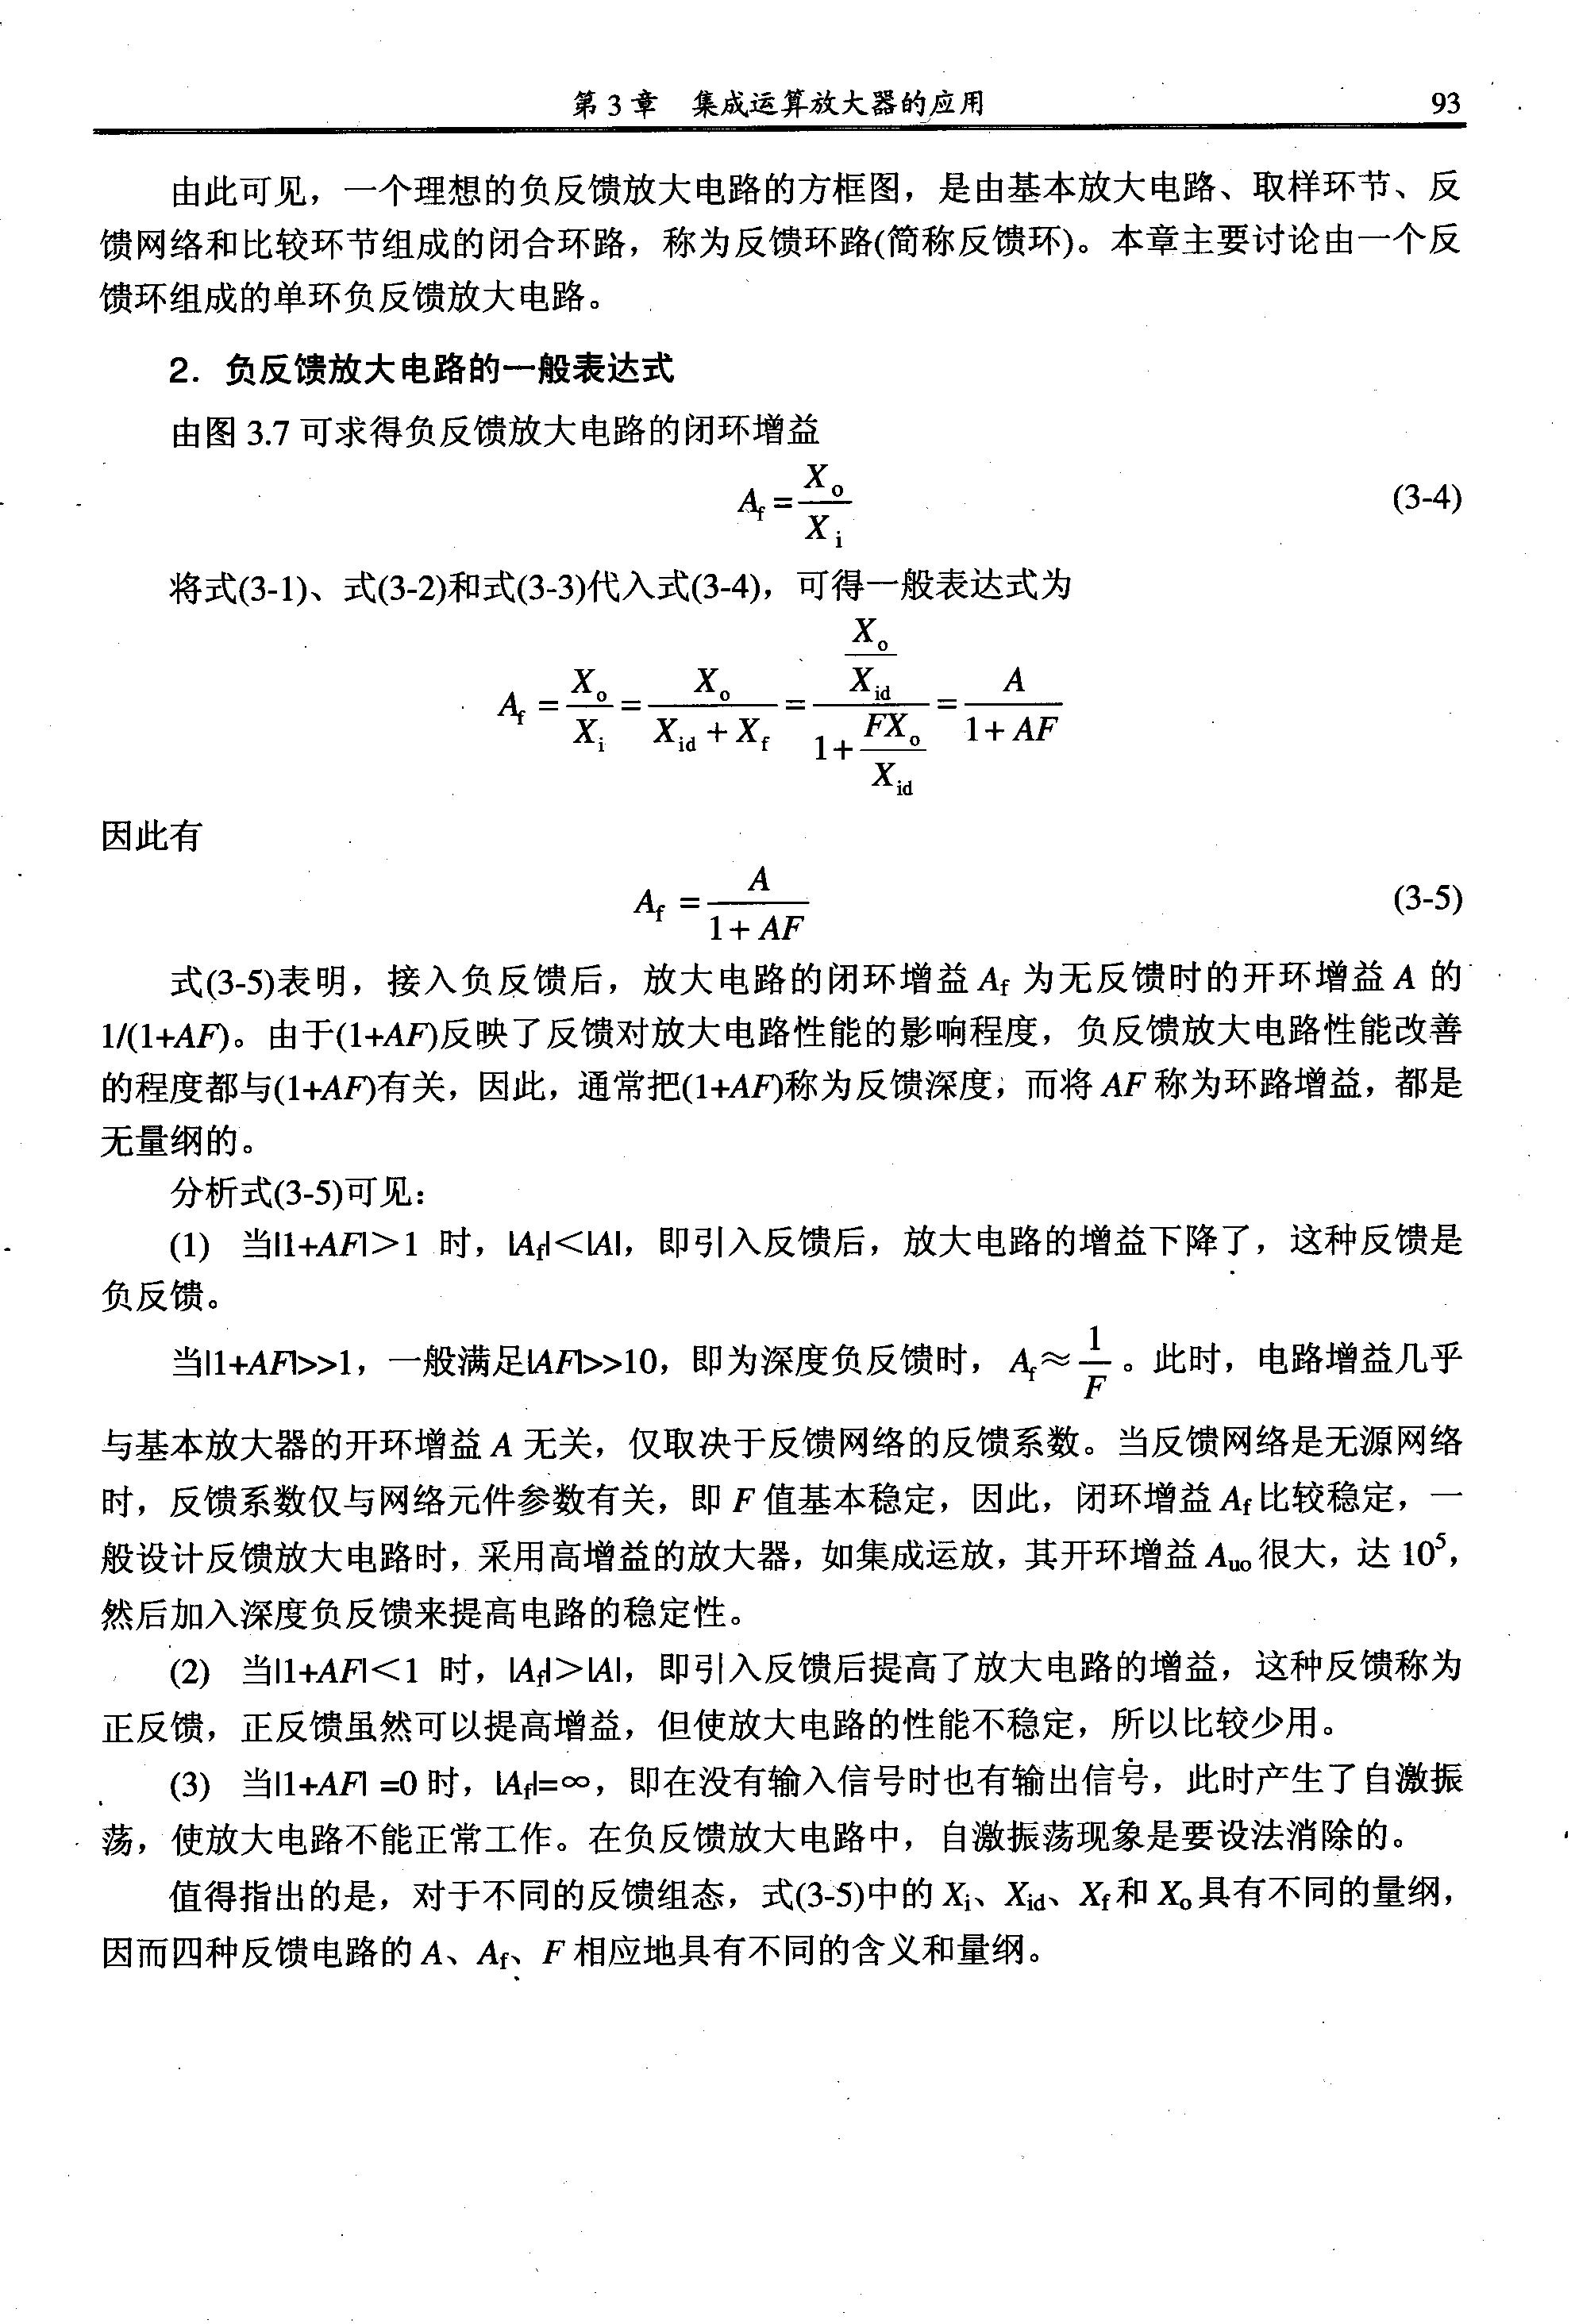 第3章 集成运算放大器的应用 93
由此可见，一个理想的负反馈放大电路的方框图，是由基本放大电路、取样环节、反
馈网络和比较环节组成的闭合环路，称为反馈环路(简称反馈环)。本章主要讨论由一个反
馈环组成的单环负反馈放大电路。
2．负反馈放大电路的一般表达式
由图 3.7 可求得负反馈放大电路的闭环增益
A_f = X_o / X_i (3-4)
将式(3-1)、式(3-2)和式(3-3)代入式(3-4)，可得一般表达式为
A_f = X_o / X_i = X_o / (X_id + X_f) = (X_o / X_id) / (1 + FX_o / X_id) = A / (1 + AF)
因此有
A_f = A / (1 + AF) (3-5)
式(3-5)表明，接入负反馈后，放大电路的闭环增益 A_f 为无反馈时的开环增益 A 的
1/(1+AF)。由于(1+AF)反映了反馈对放大电路性能的影响程度，负反馈放大电路性能改善
的程度都与(1+AF)有关，因此，通常把(1+AF)称为反馈深度；而将 AF 称为环路增益，都是
无量纲的。
分析式(3-5)可见：
(1) 当|1+AF|＞1 时，|A_f|＜|A|，即引入反馈后，放大电路的增益下降了，这种反馈是
负反馈。
当|1+AF|>>1，一般满足|AF|>>10，即为深度负反馈时，A_f ≈ 1/F。此时，电路增益几乎
与基本放大器的开环增益 A 无关，仅取决于反馈网络的反馈系数。当反馈网络是无源网络
时，反馈系数仅与网络元件参数有关，即 F 值基本稳定，因此，闭环增益 A_f 比较稳定，一
般设计反馈放大电路时，采用高增益的放大器，如集成运放，其开环增益 A_uo 很大，达 10⁵，
然后加入深度负反馈来提高电路的稳定性。
(2) 当|1+AF|＜1 时，|A_f|＞|A|，即引入反馈后提高了放大电路的增益，这种反馈称为
正反馈，正反馈虽然可以提高增益，但使放大电路的性能不稳定，所以比较少用。
(3) 当|1+AF| =0 时，|A_f|=∞，即在没有输入信号时也有输出信号，此时产生了自激振
荡，使放大电路不能正常工作。在负反馈放大电路中，自激振荡现象是要设法消除的。
值得指出的是，对于不同的反馈组态，式(3-5)中的 X_i、X_id、X_f 和 X_o 具有不同的量纲，
因而四种反馈电路的 A、A_f、F 相应地具有不同的含义和量纲。